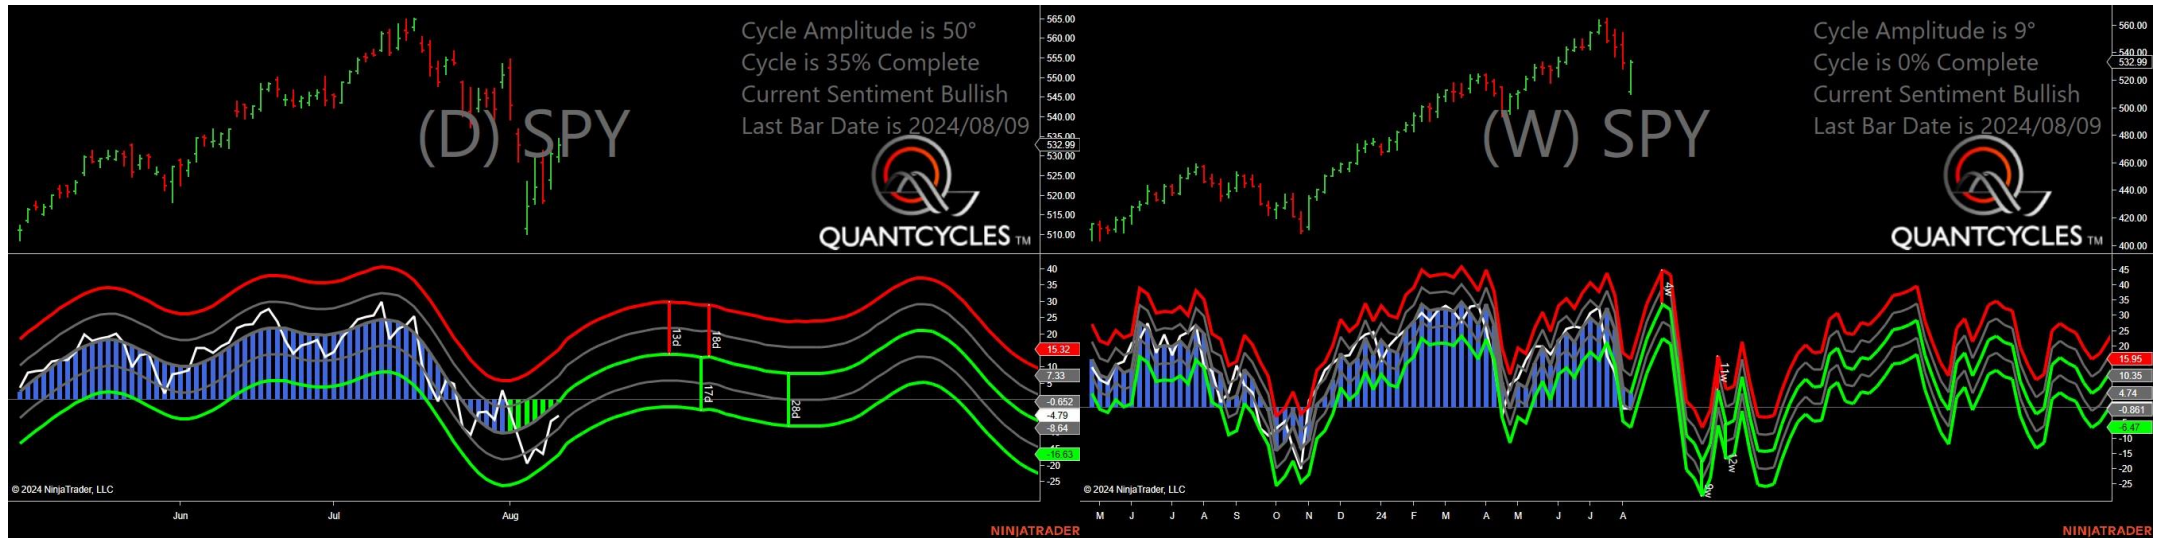 Cycle Amplitude is 50°
Cycle is 35% Complete
Current Sentiment Bullish
Last Bar Date is 2024/08/09
(D) SPY
QUANTCYCLES TM
565.00
560.00
555.00
550.00
545.00
540.00
535.00
532.99
530.00
525.00
520.00
515.00
510.00
40
35
30
25
20
15.32
10
7.33
5
-0.652
-4.79
-8.64
-16.63
-20
-25
13d
18d
17d
28d
© 2024 NinjaTrader, LLC
Jun
Jul
Aug
NINJATRADER
Cycle Amplitude is 9°
Cycle is 0% Complete
Current Sentiment Bullish
Last Bar Date is 2024/08/09
(W) SPY
QUANTCYCLES TM
560.00
540.00
532.99
520.00
500.00
480.00
460.00
440.00
420.00
400.00
45
35
30
25
20
15.95
10.35
4.74
-0.861
-6.47
-10
-15
-20
-25
4w
11w
12w
9w
© 2024 NinjaTrader, LLC
M J J A S O N D 24 F M A M J J A
NINJATRADER